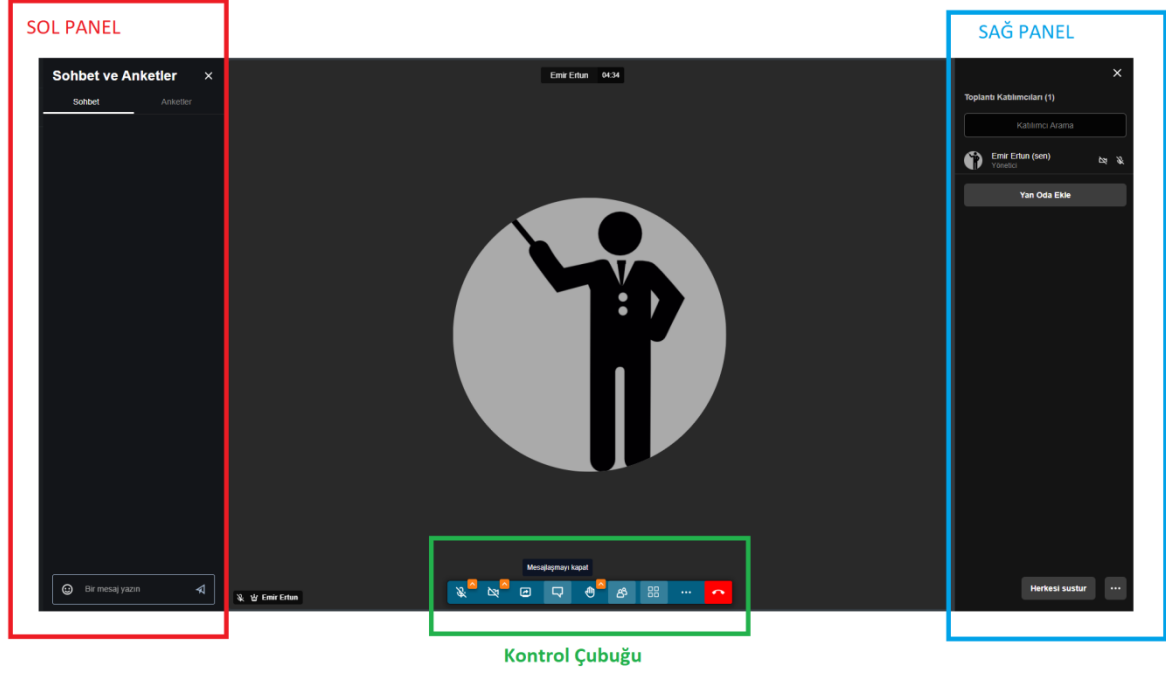 SOL PANEL
SAĞ PANEL
Sohbet ve Anketler
Sohbet Anketler
Bir mesaj yazın
Emir Ertun 04:34
Mesajlaşmayı kapat
Emir Ertun
Kontrol Çubuğu
Toplantı Katılımcıları (1)
Katılımcı Arama
Emir Ertun (sen)
Yönetici
Yan Oda Ekle
Herkesi sustur